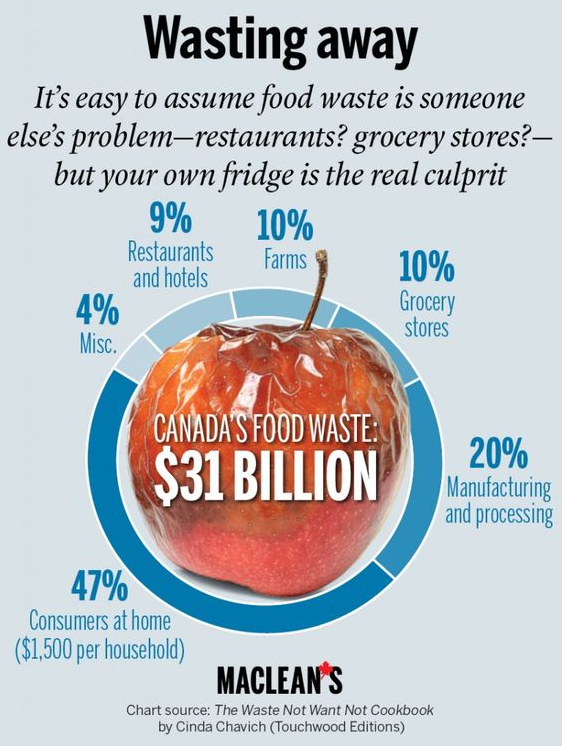 Wasting away
It’s easy to assume food waste is someone
else’s problem—restaurants? grocery stores?—
but your own fridge is the real culprit
9%
Restaurants
and hotels
10%
Farms
10%
Grocery
stores
4%
Misc.
CANADA’S FOOD WASTE:
$31 BILLION
20%
Manufacturing
and processing
47%
Consumers at home
($1,500 per household)
MACLEAN’S
Chart source: The Waste Not Want Not Cookbook
by Cinda Chavich (Touchwood Editions)